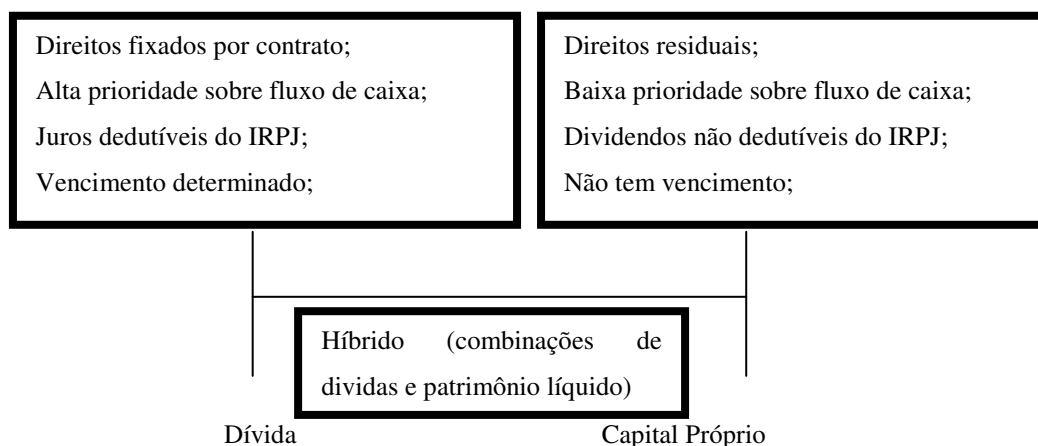 Direitos fixados por contrato;
Alta prioridade sobre fluxo de caixa;
Juros dedutíveis do IRPJ;
Vencimento determinado;
Direitos residuais;
Baixa prioridade sobre fluxo de caixa;
Dividendos não dedutíveis do IRPJ;
Não tem vencimento;
Híbrido (combinações de
dividas e patrimônio líquido)
Dívida
Capital Próprio